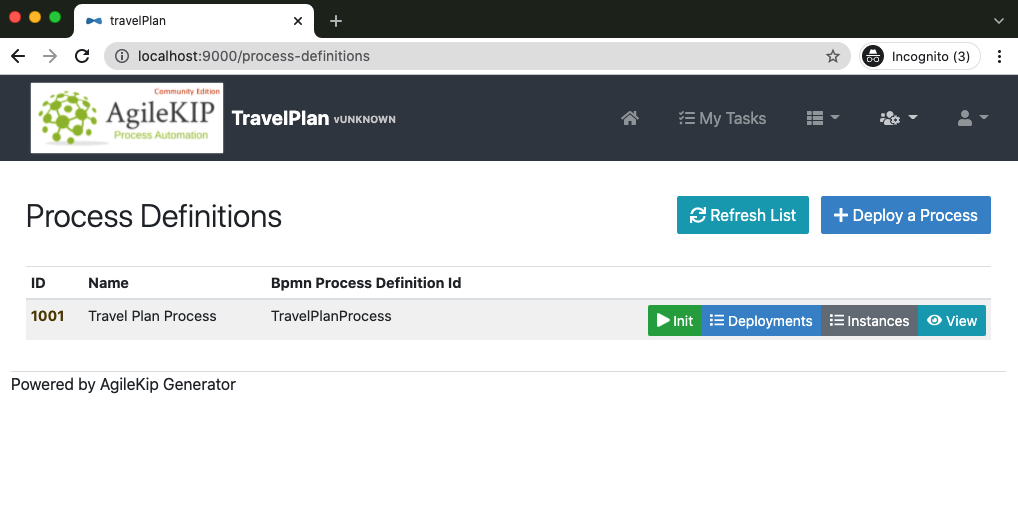 travelPlan
localhost:9000/process-definitions
Incognito (3)
Community Edition
AgileKIP
Process Automation
TravelPlan vUNKNOWN
My Tasks
Process Definitions
Refresh List
Deploy a Process
ID Name Bpmn Process Definition Id
1001 Travel Plan Process TravelPlanProcess Init Deployments Instances View
Powered by AgileKip Generator